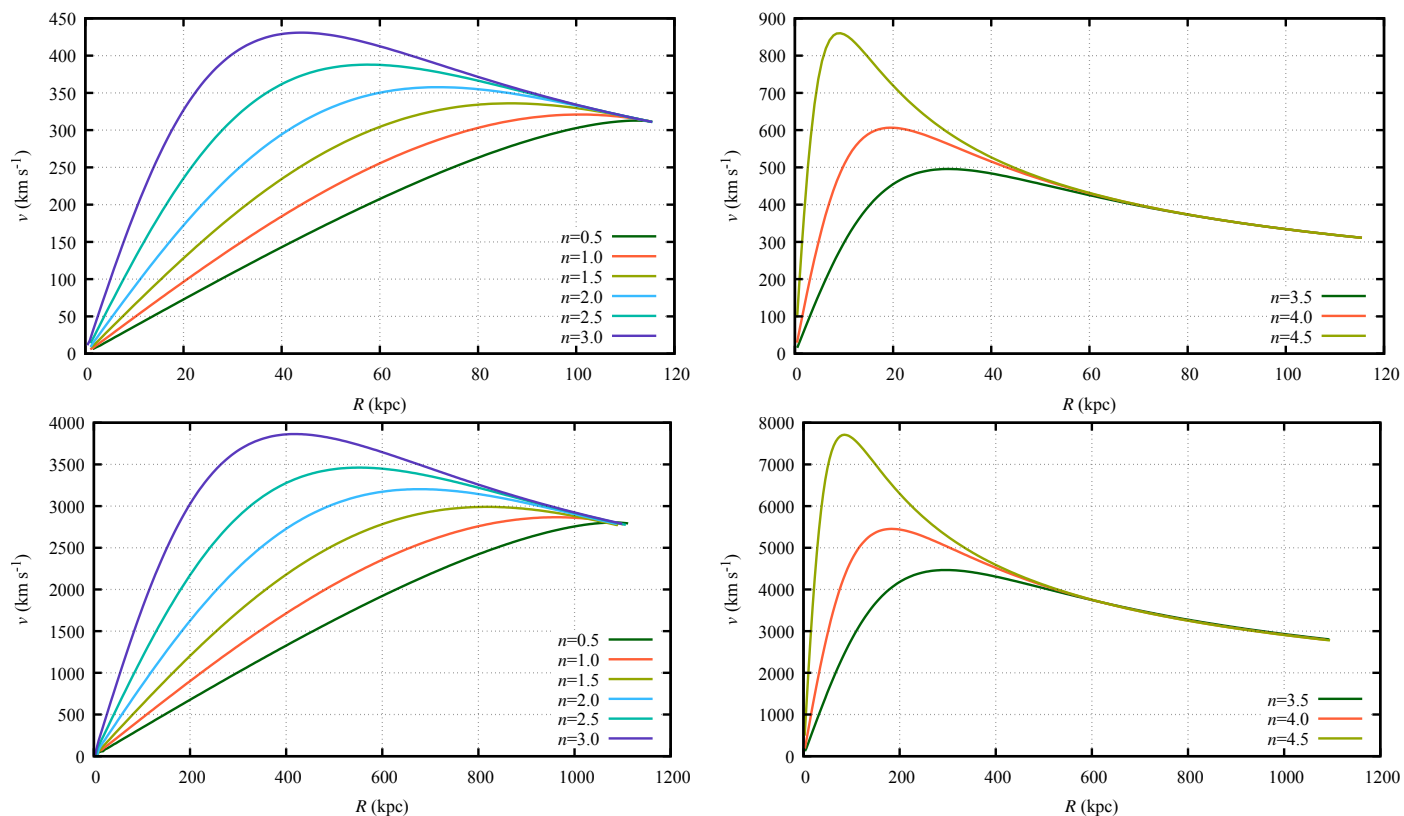 450
400
350
300
250
200
150
100
50
0
v (km s-1)
n=0.5
n=1.0
n=1.5
n=2.0
n=2.5
n=3.0
0 20 40 60 80 100 120
R (kpc)
900
800
700
600
500
400
300
200
100
0
v (km s-1)
n=3.5
n=4.0
n=4.5
0 20 40 60 80 100 120
R (kpc)
4000
3500
3000
2500
2000
1500
1000
500
0
v (km s-1)
n=0.5
n=1.0
n=1.5
n=2.0
n=2.5
n=3.0
0 200 400 600 800 1000 1200
R (kpc)
8000
7000
6000
5000
4000
3000
2000
1000
0
v (km s-1)
n=3.5
n=4.0
n=4.5
0 200 400 600 800 1000 1200
R (kpc)